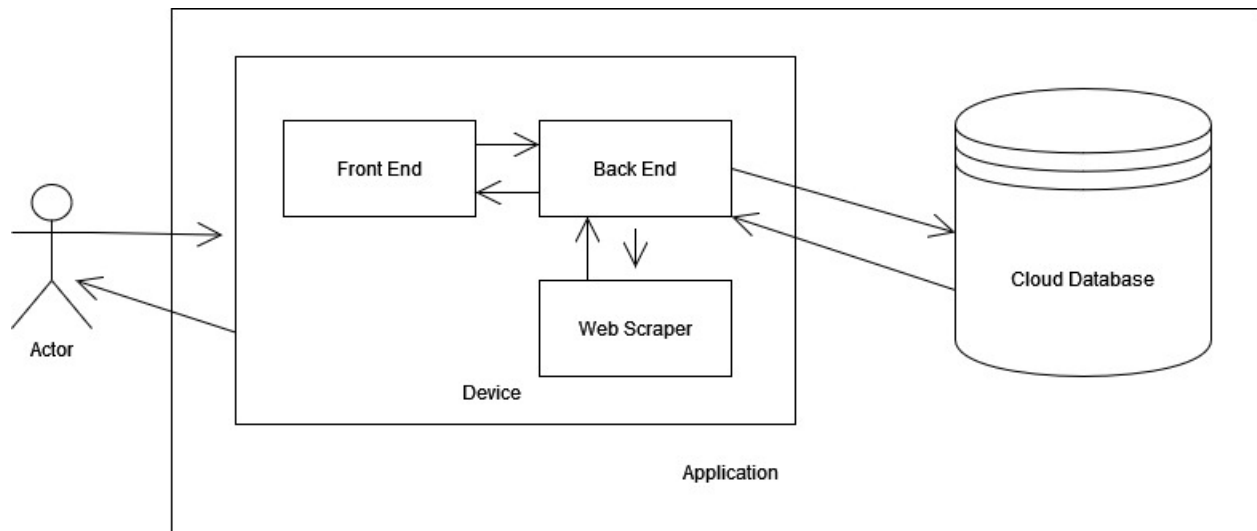 Front End
Back End
Cloud Database
Web Scraper
Actor
Device
Application